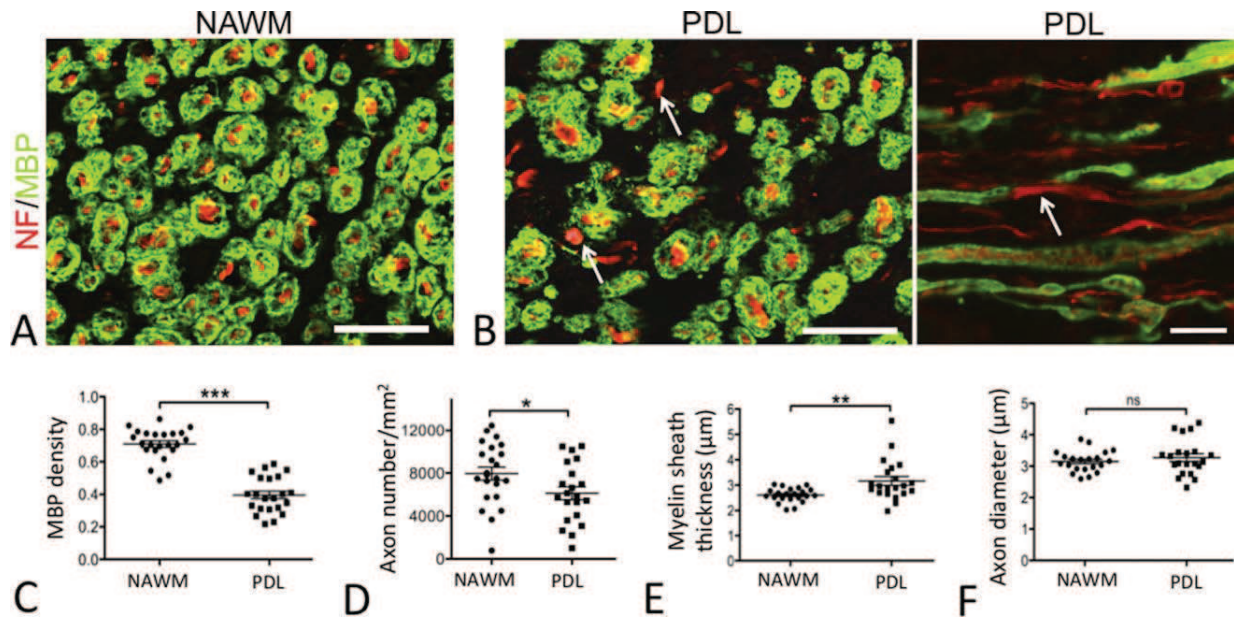 NAWM
PDL
PDL
NF/MBP
A
B
***
MBP density
1.0
0.8
0.6
0.4
0.2
0.0
NAWM PDL
C
*
Axon number/mm²
12000
8000
4000
0
NAWM PDL
D
**
Myelin sheath
thickness (µm)
6
5
4
3
2
1
0
NAWM PDL
E
ns
Axon diameter (µm)
5
4
3
2
1
0
NAWM PDL
F